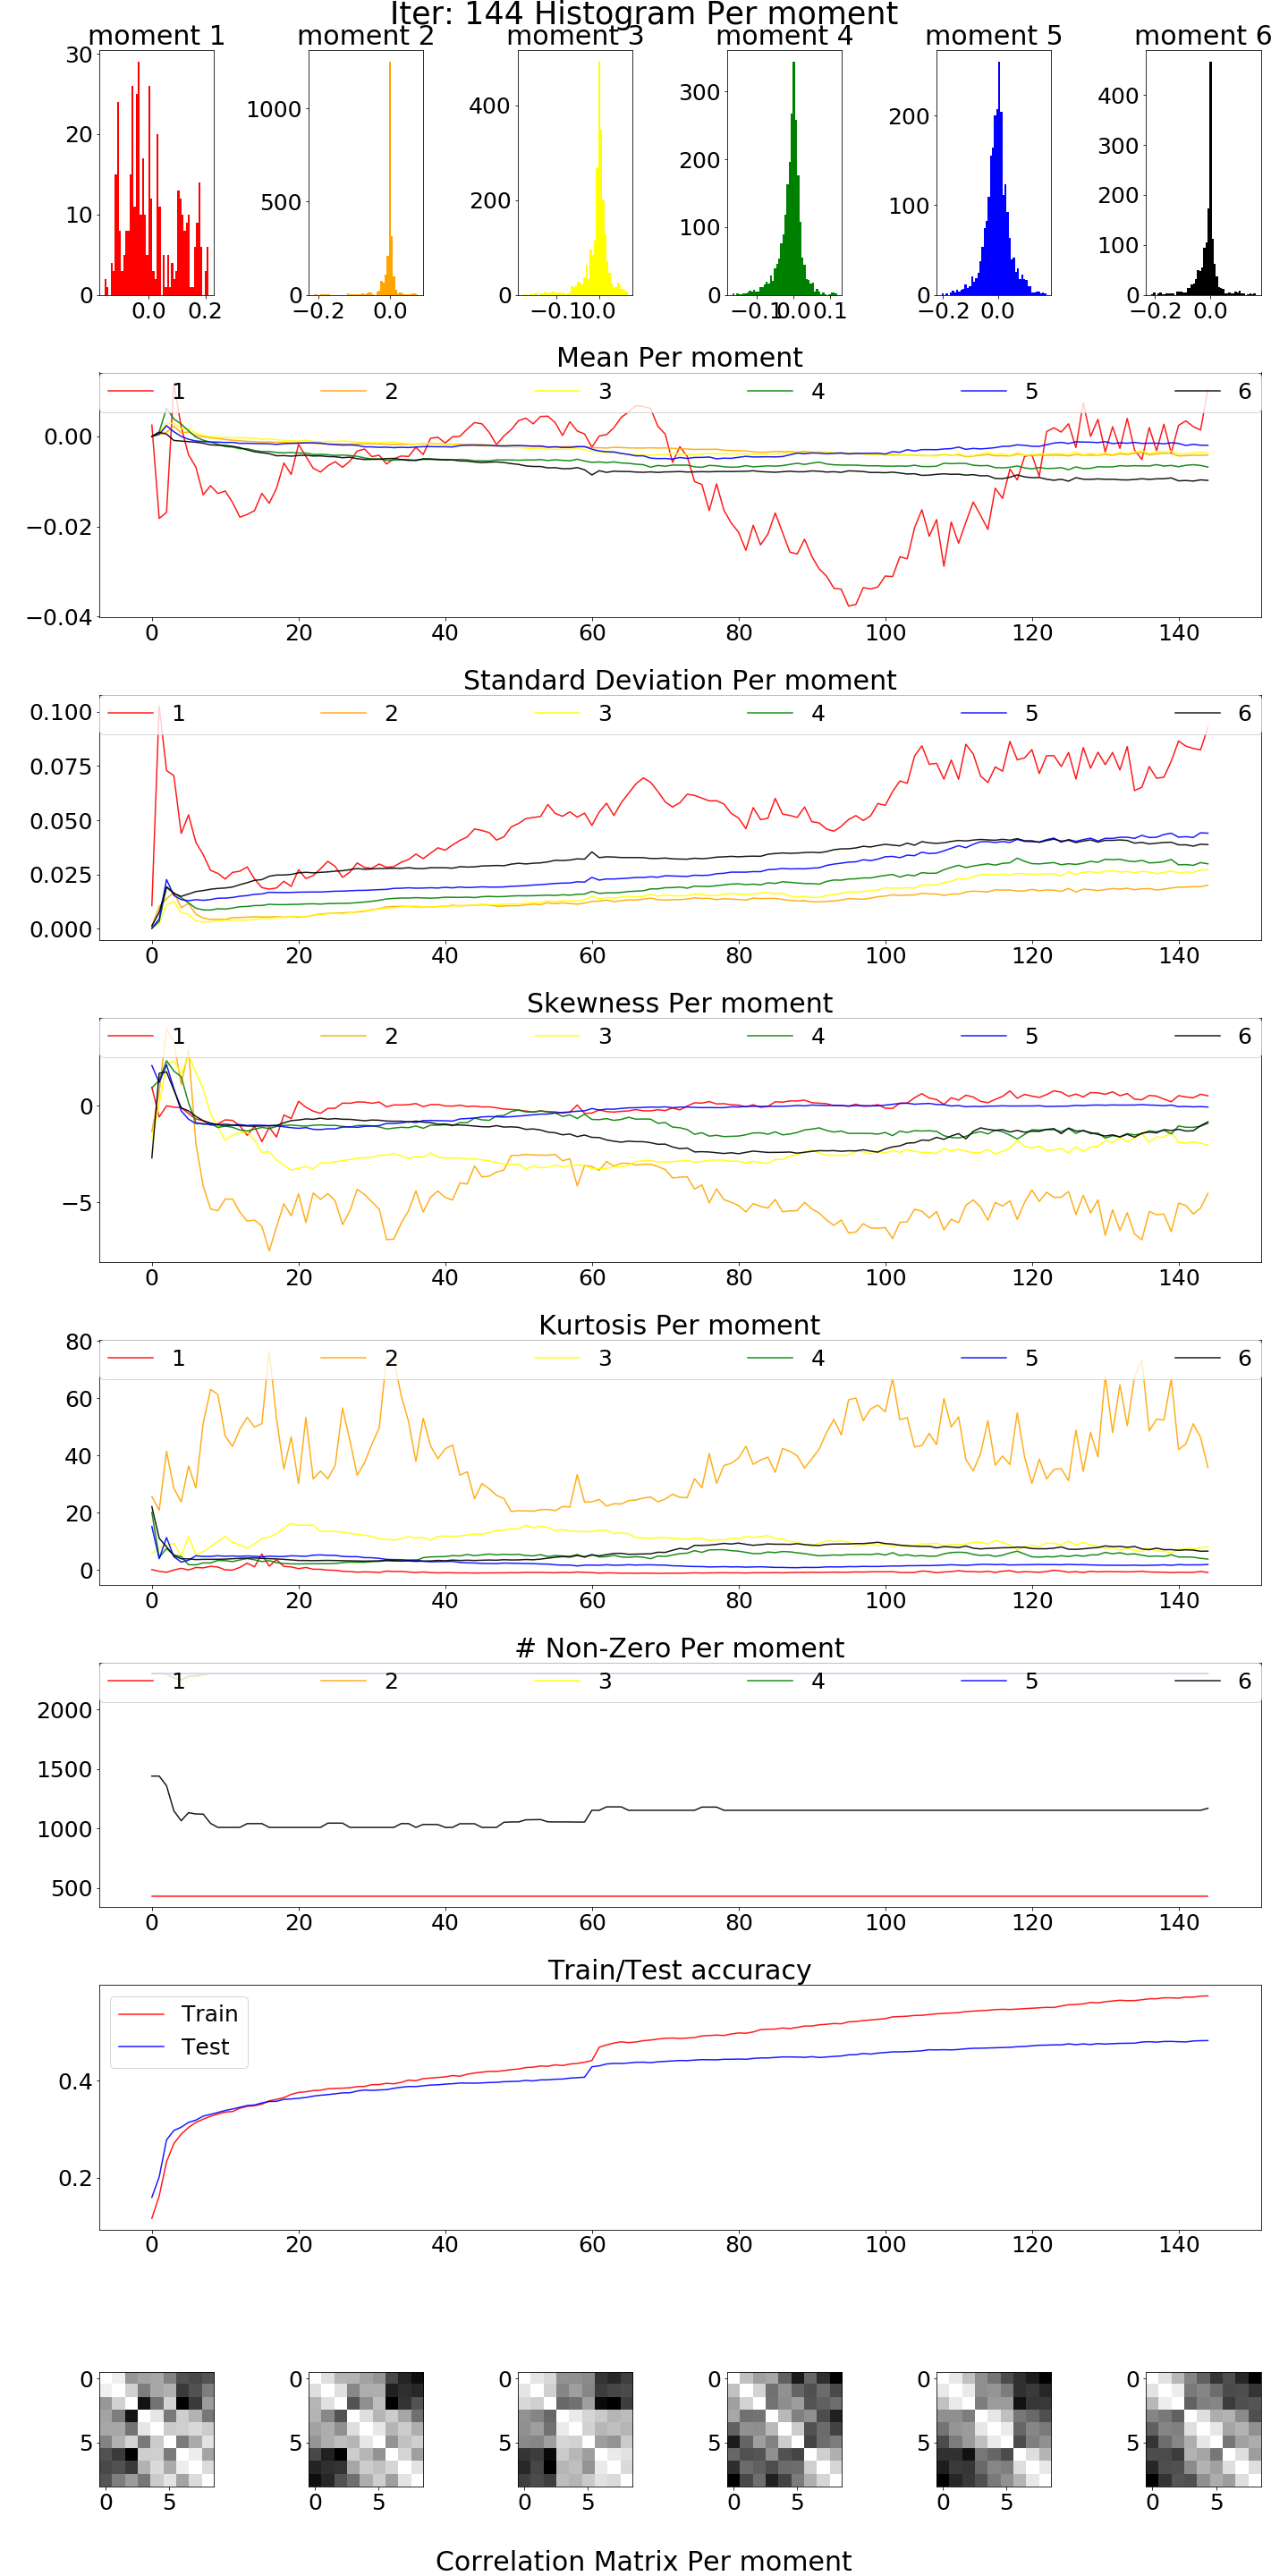 Iter: 144 Histogram Per moment
moment 1 moment 2 moment 3 moment 4 moment 5 moment 6
30
20
10
0
0.0 0.2
1000
500
0
−0.2 0.0
400
200
0
−0.1 0.0
300
200
100
0
−0.1 0.0 0.1
200
100
0
−0.2 0.0
400
300
200
100
0
−0.2 0.0
Mean Per moment
1 2 3 4 5 6
0.00
−0.02
−0.04
0 20 40 60 80 100 120 140
Standard Deviation Per moment
1 2 3 4 5 6
0.100
0.075
0.050
0.025
0.000
0 20 40 60 80 100 120 140
Skewness Per moment
1 2 3 4 5 6
0
−5
0 20 40 60 80 100 120 140
Kurtosis Per moment
1 2 3 4 5 6
80
60
40
20
0
0 20 40 60 80 100 120 140
# Non-Zero Per moment
1 2 3 4 5 6
2000
1500
1000
500
0 20 40 60 80 100 120 140
Train/Test accuracy
Train
Test
0.4
0.2
0 20 40 60 80 100 120 140
0 0 0 0 0 0
5 5 5 5 5 5
0 5 0 5 0 5 0 5 0 5 0 5
Correlation Matrix Per moment